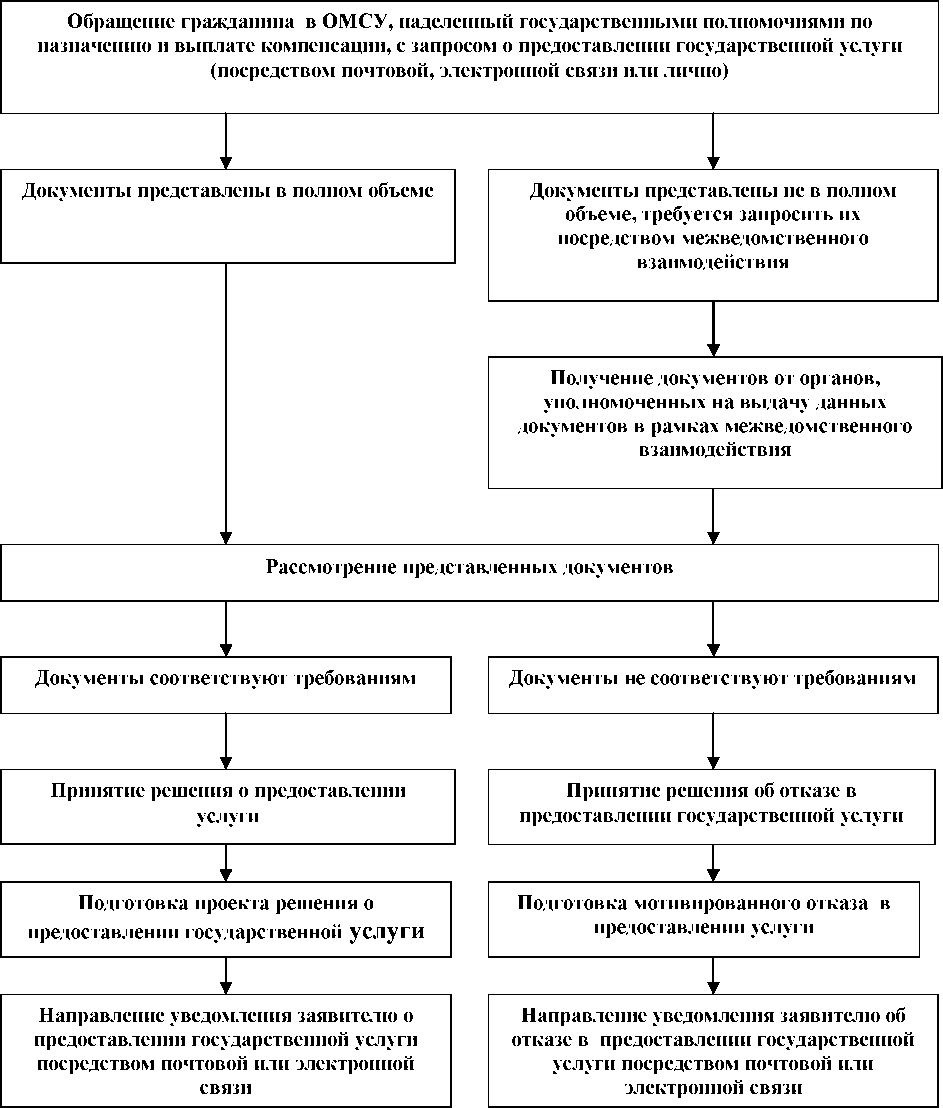 Обращение гражданина в ОМСУ, наделенный государственными полномочиями по
назначению и выплате компенсации, с запросом о предоставлении государственной услуги
(посредством почтовой, электронной связи или лично)
Документы представлены в полном объеме
Документы представлены не в полном
объеме, требуется запросить их
посредством межведомственного
взаимодействия
Получение документов от органов,
уполномоченных на выдачу данных
документов в рамках межведомственного
взаимодействия
Рассмотрение представленных документов
Документы соответствуют требованиям
Документы не соответствуют требованиям
Принятие решения о предоставлении
услуги
Принятие решения об отказе в
предоставлении государственной услуги
Подготовка проекта решения о
предоставлении государственной услуги
Подготовка мотивированного отказа в
предоставлении услуги
Направление уведомления заявителю о
предоставлении государственной услуги
посредством почтовой или электронной
связи
Направление уведомления заявителю об
отказе в предоставлении государственной
услуги посредством почтовой или
электронной связи